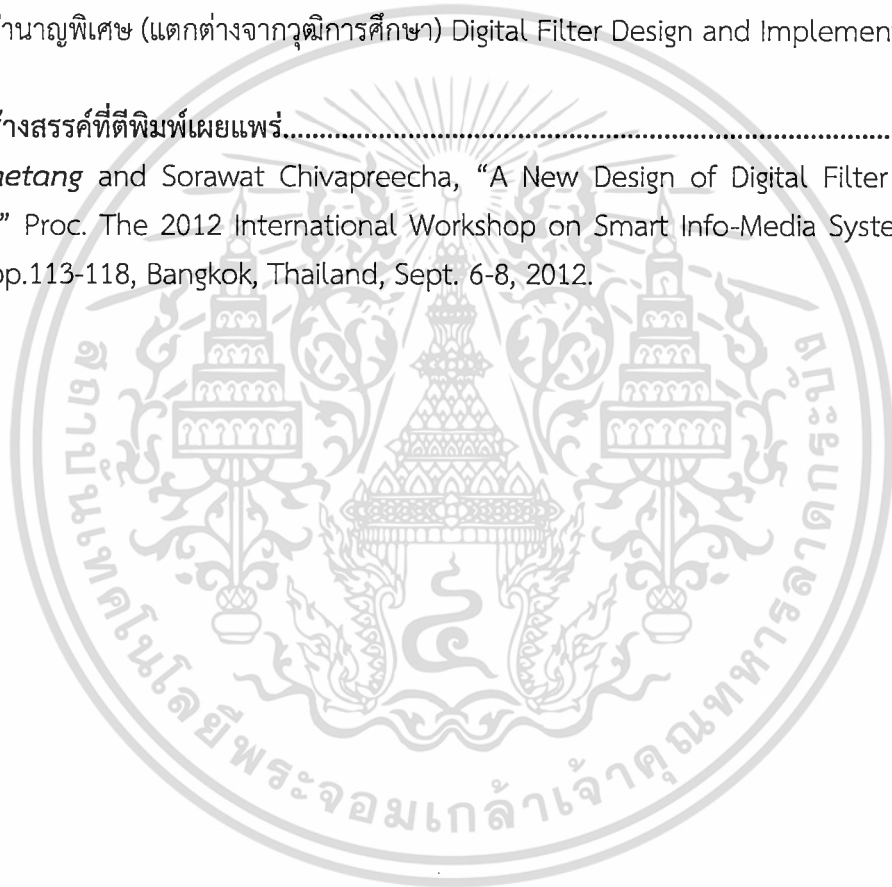 านาญพิเศษ (แตกต่างจากวุฒิการศึกษา) Digital Filter Design and Implemen
้างสรรค์ที่ตีพิมพ์เผยแพร่
hetang and Sorawat Chivapreecha, “A New Design of Digital Filter
” Proc. The 2012 International Workshop on Smart Info-Media Syste
pp.113-118, Bangkok, Thailand, Sept. 6-8, 2012.
สถาบันเทคโนโลยีพระจอมเกล้าเจ้าคุณทหารลาดกระบัง
๔